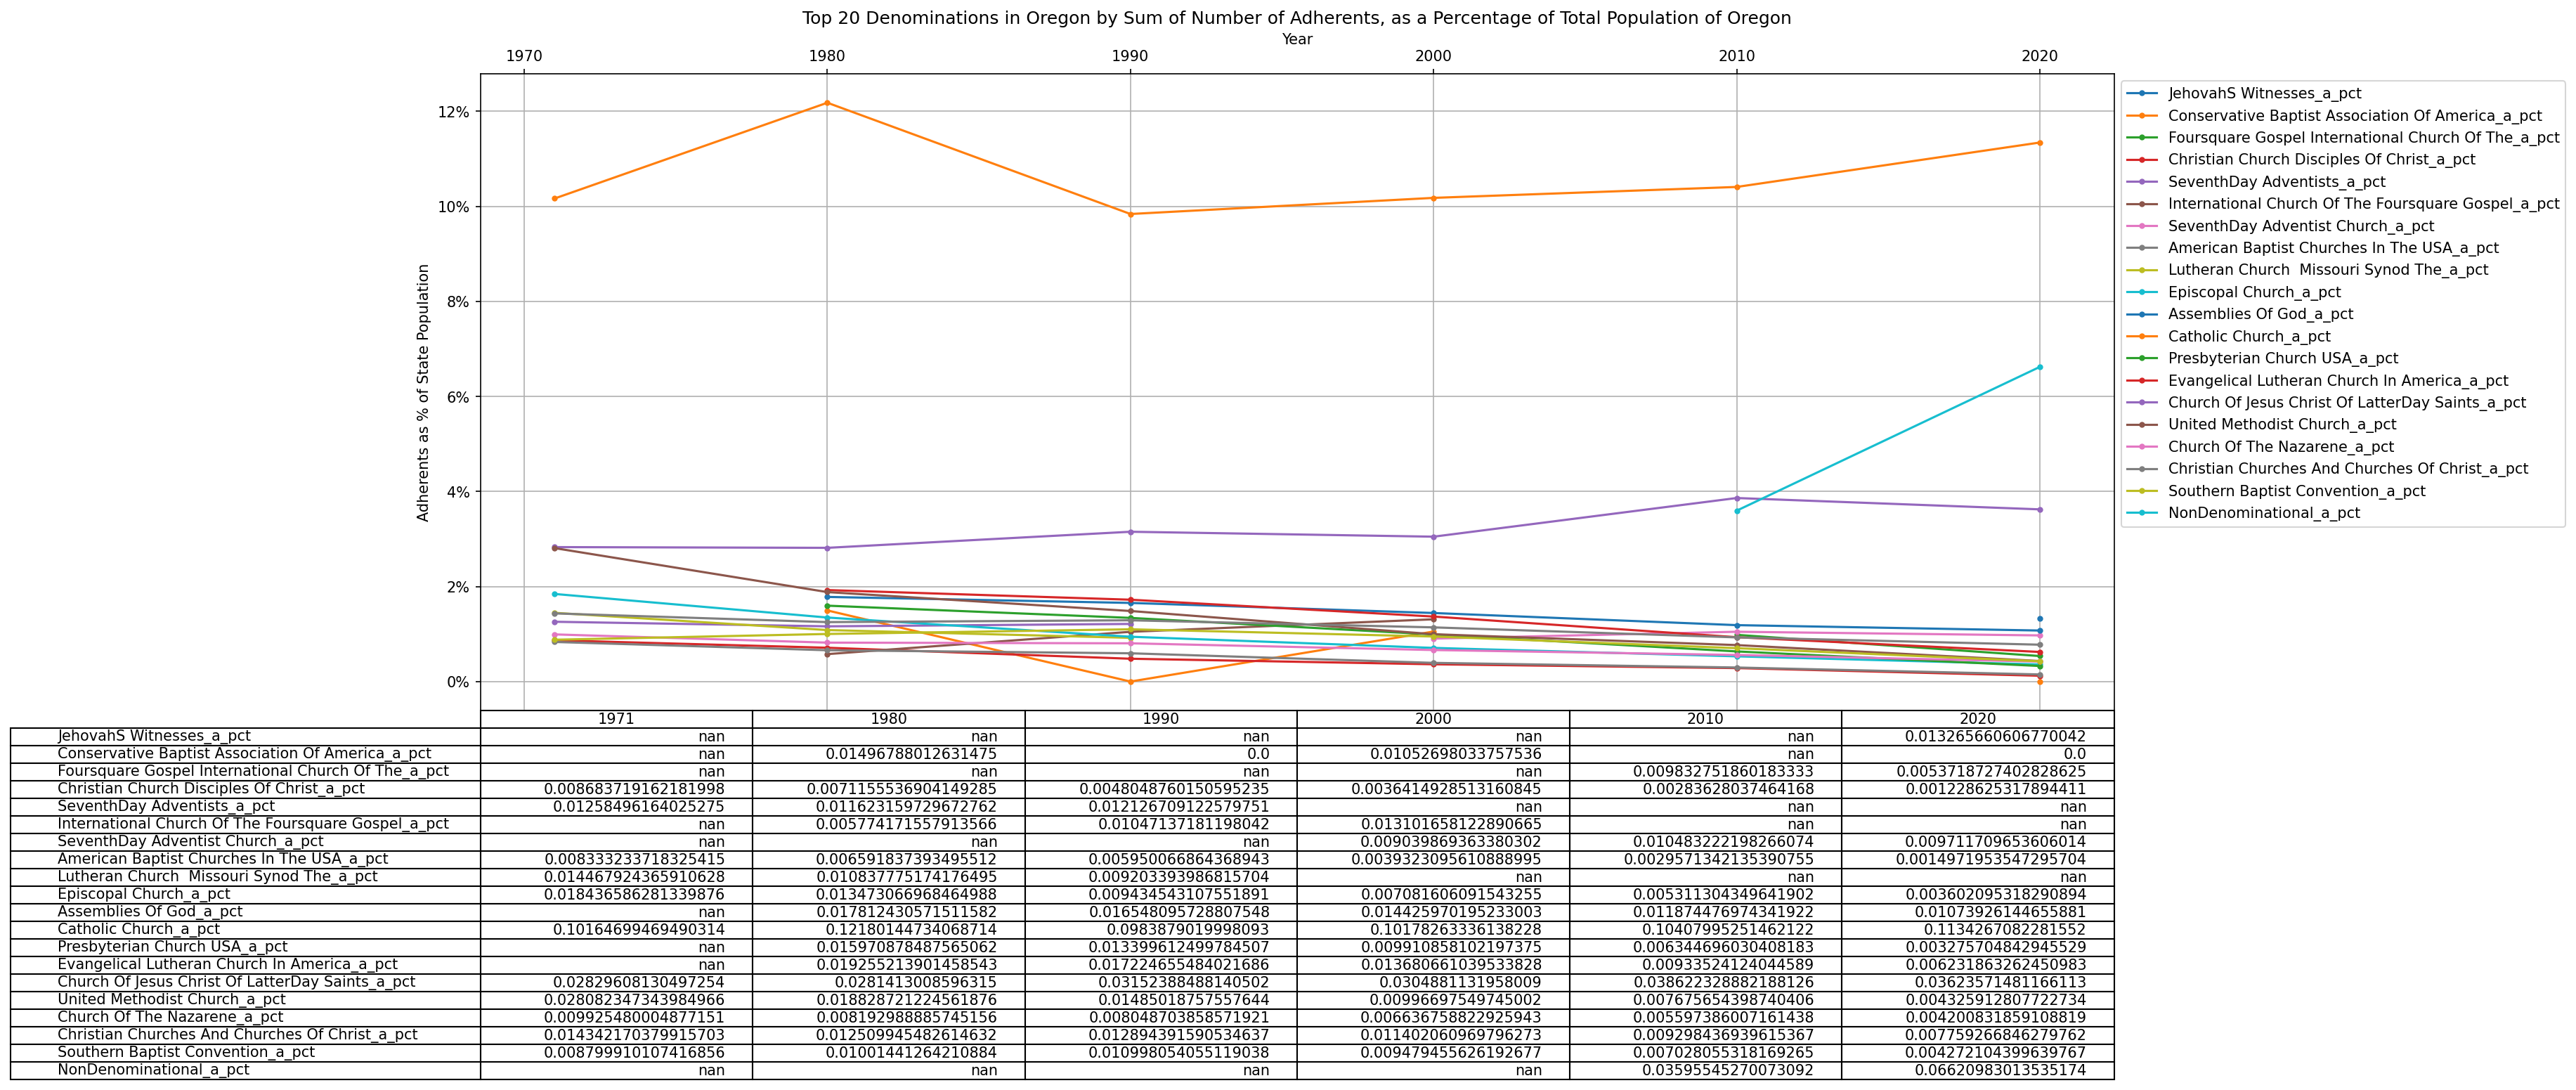 Top 20 Denominations in Oregon by Sum of Number of Adherents, as a Percentage of Total Population of Oregon
Year
1970 1980 1990 2000 2010 2020
12%
10%
8%
6%
4%
2%
0%
Adherents as % of State Population
JehovahS Witnesses_a_pct
Conservative Baptist Association Of America_a_pct
Foursquare Gospel International Church Of The_a_pct
Christian Church Disciples Of Christ_a_pct
SeventhDay Adventists_a_pct
International Church Of The Foursquare Gospel_a_pct
SeventhDay Adventist Church_a_pct
American Baptist Churches In The USA_a_pct
Lutheran Church  Missouri Synod The_a_pct
Episcopal Church_a_pct
Assemblies Of God_a_pct
Catholic Church_a_pct
Presbyterian Church USA_a_pct
Evangelical Lutheran Church In America_a_pct
Church Of Jesus Christ Of LatterDay Saints_a_pct
United Methodist Church_a_pct
Church Of The Nazarene_a_pct
Christian Churches And Churches Of Christ_a_pct
Southern Baptist Convention_a_pct
NonDenominational_a_pct
1971 1980 1990 2000 2010 2020
JehovahS Witnesses_a_pct nan nan nan nan nan 0.013265660606770042
Conservative Baptist Association Of America_a_pct nan 0.01496788012631475 0.0 0.01052698033757536 nan 0.0
Foursquare Gospel International Church Of The_a_pct nan nan nan nan 0.009832751860183333 0.0053718727402828625
Christian Church Disciples Of Christ_a_pct 0.008683719162181998 0.0071155536904149285 0.0048048760150595235 0.0036414928513160845 0.00283628037464168 0.001228625317894411
SeventhDay Adventists_a_pct 0.01258496164025275 0.011623159729672762 0.012126709122579751 nan nan nan
International Church Of The Foursquare Gospel_a_pct nan 0.005774171557913566 0.01047137181198042 0.013101658122890665 nan nan
SeventhDay Adventist Church_a_pct nan nan nan 0.009039869363380302 0.010483222198266074 0.009711709653606014
American Baptist Churches In The USA_a_pct 0.008333233718325415 0.006591837393495512 0.005950066864368943 0.0039323095610888995 0.0029571342135390755 0.0014971953547295704
Lutheran Church  Missouri Synod The_a_pct 0.014467924365910628 0.010837775174176495 0.009203393986815704 nan nan nan
Episcopal Church_a_pct 0.018436586281339876 0.013473066968464988 0.009434543107551891 0.007081606091543255 0.005311304349641902 0.003602095318290894
Assemblies Of God_a_pct nan 0.017812430571511582 0.016548095728807548 0.014425970195233003 0.011874476974341922 0.01073926144655881
Catholic Church_a_pct 0.10164699469490314 0.12180144734068714 0.0983879019998093 0.10178263336138228 0.10407995251462122 0.1134267082281552
Presbyterian Church USA_a_pct nan 0.015970878487565062 0.013399612499784507 0.009910858102197375 0.006344696030408183 0.003275704842945529
Evangelical Lutheran Church In America_a_pct nan 0.019255213901458543 0.017224655484021686 0.013680661039533828 0.00933524124044589 0.006231863262450983
Church Of Jesus Christ Of LatterDay Saints_a_pct 0.02829608130497254 0.0281413008596315 0.03152388488140502 0.0304881131958009 0.038622328882188126 0.03623571481166113
United Methodist Church_a_pct 0.028082347343984966 0.018828721224561876 0.01485018757557644 0.00996697549745002 0.007675654398740406 0.004325912807722734
Church Of The Nazarene_a_pct 0.009925480004877151 0.008192988885745156 0.008048703858571921 0.006636758822925943 0.005597386007161438 0.004200831859108819
Christian Churches And Churches Of Christ_a_pct 0.014342170379915703 0.012509945482614632 0.012894391590534637 0.011402060969796273 0.009298436939615367 0.007759266846279762
Southern Baptist Convention_a_pct 0.008799910107416856 0.01001441264210884 0.010998054055119038 0.009479455626192677 0.007028055318169265 0.004272104399639767
NonDenominational_a_pct nan nan nan nan 0.03595545270073092 0.06620983013535174